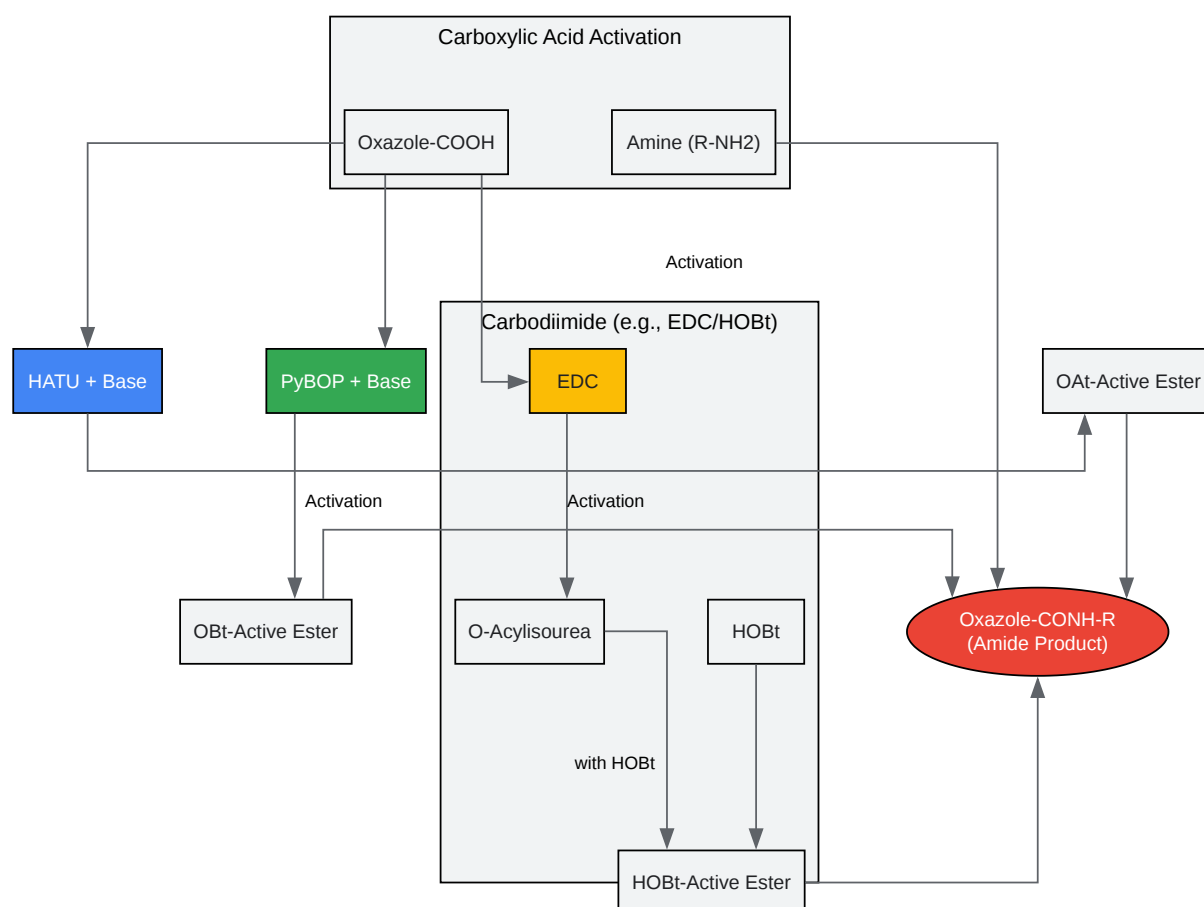 Carboxylic Acid Activation
Oxazole-COOH
Amine (R-NH2)
Activation
Carbodiimide (e.g., EDC/HOBt)
HATU + Base
PyBOP + Base
EDC
OAt-Active Ester
Activation
Activation
OBt-Active Ester
O-Acylisourea
HOBt
Oxazole-CONH-R
(Amide Product)
with HOBt
HOBt-Active Ester